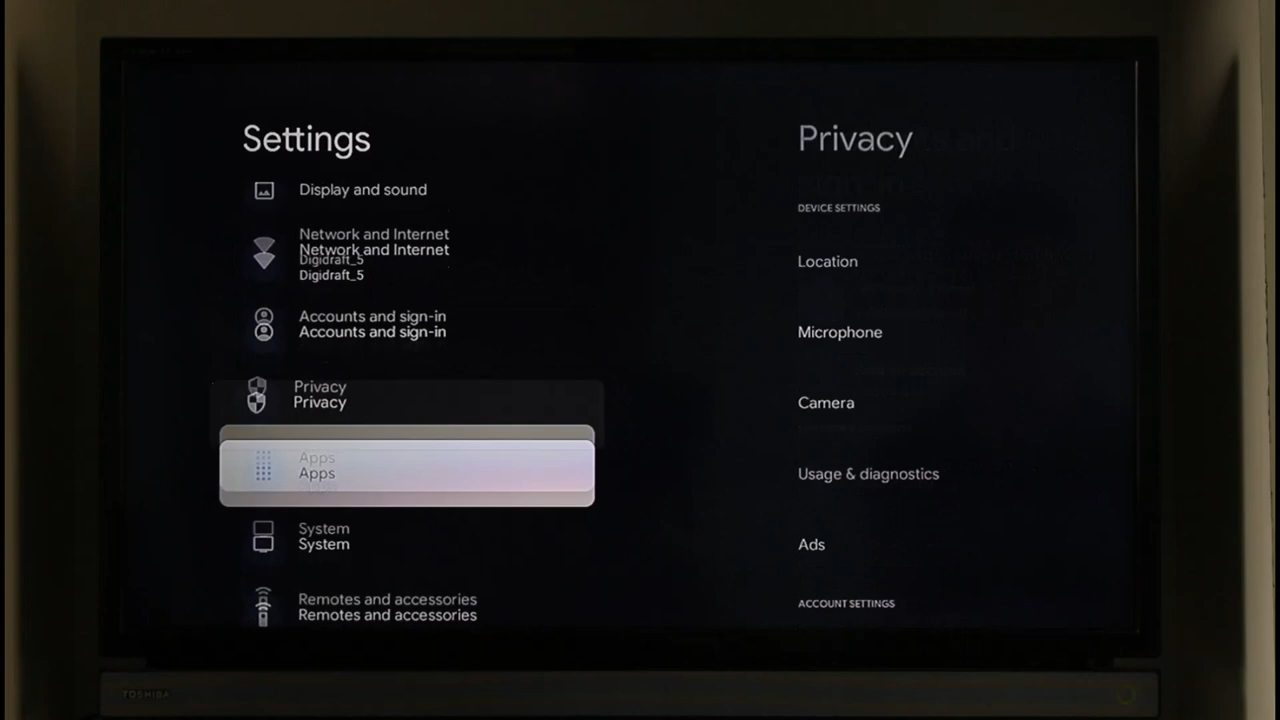 Settings
Display and sound
Network and Internet
Network and Internet
Digidraft_5
Digidraft_5
Accounts and sign-in
Accounts and sign-in
Privacy
Privacy
Apps
Apps
System
System
Remotes and accessories
Remotes and accessories
Privacy
DEVICE SETTINGS
Location
Microphone
Camera
Usage & diagnostics
Ads
ACCOUNT SETTINGS
TOSHIBA